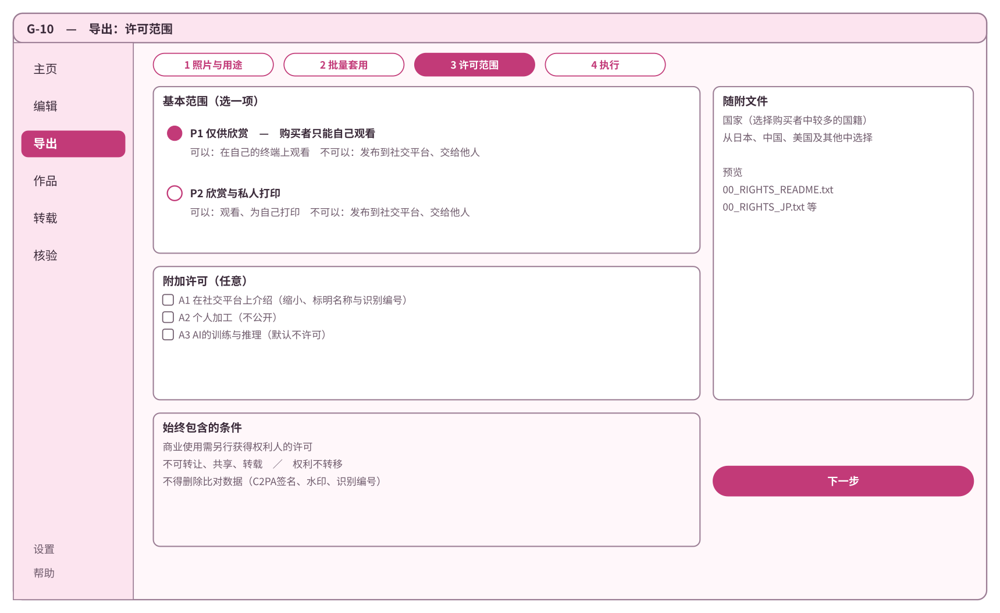 G-10 — 导出：许可范围
主页
编辑
导出
作品
转载
核验
设置
帮助
1 照片与用途
2 批量套用
3 许可范围
4 执行
基本范围（选一项）
P1 仅供欣赏 — 购买者只能自己观看
可以：在自己的终端上观看 不可以：发布到社交平台、交给他人
P2 欣赏与私人打印
可以：观看、为自己打印 不可以：发布到社交平台、交给他人
附加许可（任意）
A1 在社交平台上介绍（缩小、标明名称与识别编号）
A2 个人加工（不公开）
A3 AI的训练与推理（默认不许可）
始终包含的条件
商业使用需另行获得权利人的许可
不可转让、共享、转载 ／ 权利不转移
不得删除比对数据（C2PA签名、水印、识别编号）
随附文件
国家（选择购买者中较多的国籍）
从日本、中国、美国及其他中选择
预览
00_RIGHTS_README.txt
00_RIGHTS_JP.txt 等
下一步